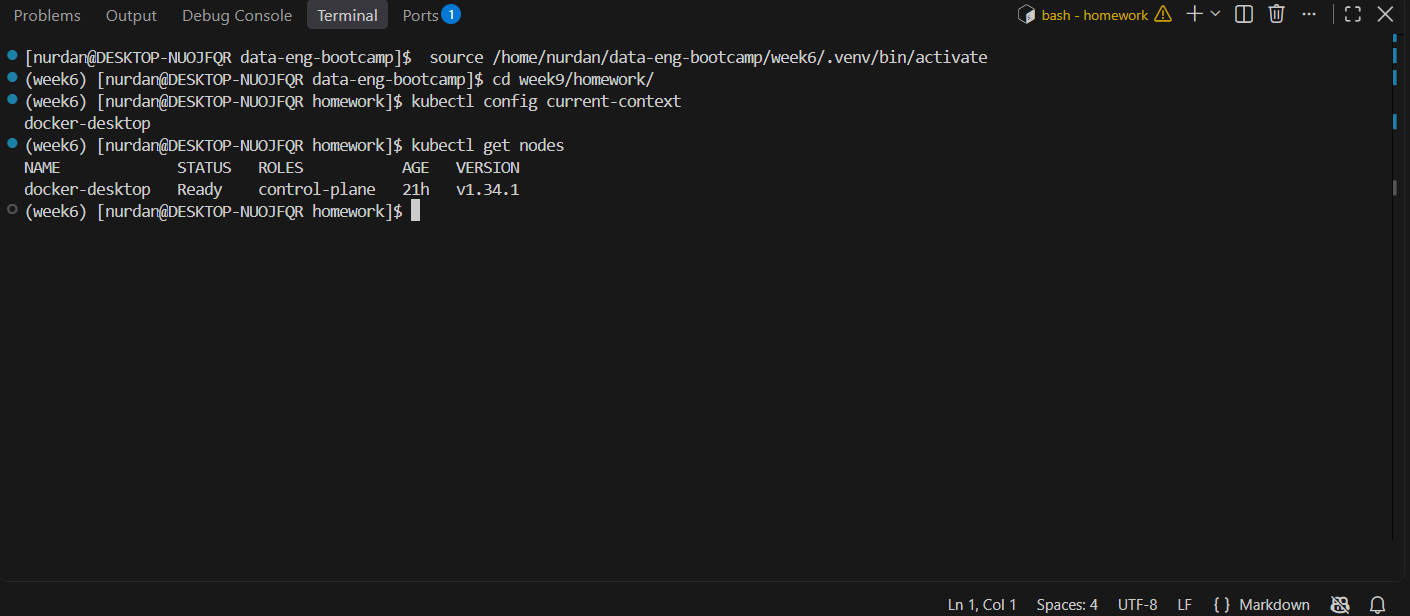 Problems Output Debug Console Terminal Ports 1 bash - homework
[nurdan@DESKTOP-NUOJFQR data-eng-bootcamp]$  source /home/nurdan/data-eng-bootcamp/week6/.venv/bin/activate
(week6) [nurdan@DESKTOP-NUOJFQR data-eng-bootcamp]$ cd week9/homework/
(week6) [nurdan@DESKTOP-NUOJFQR homework]$ kubectl config current-context
docker-desktop
(week6) [nurdan@DESKTOP-NUOJFQR homework]$ kubectl get nodes
NAME             STATUS   ROLES           AGE   VERSION
docker-desktop   Ready    control-plane   21h   v1.34.1
(week6) [nurdan@DESKTOP-NUOJFQR homework]$
Ln 1, Col 1 Spaces: 4 UTF-8 LF { } Markdown